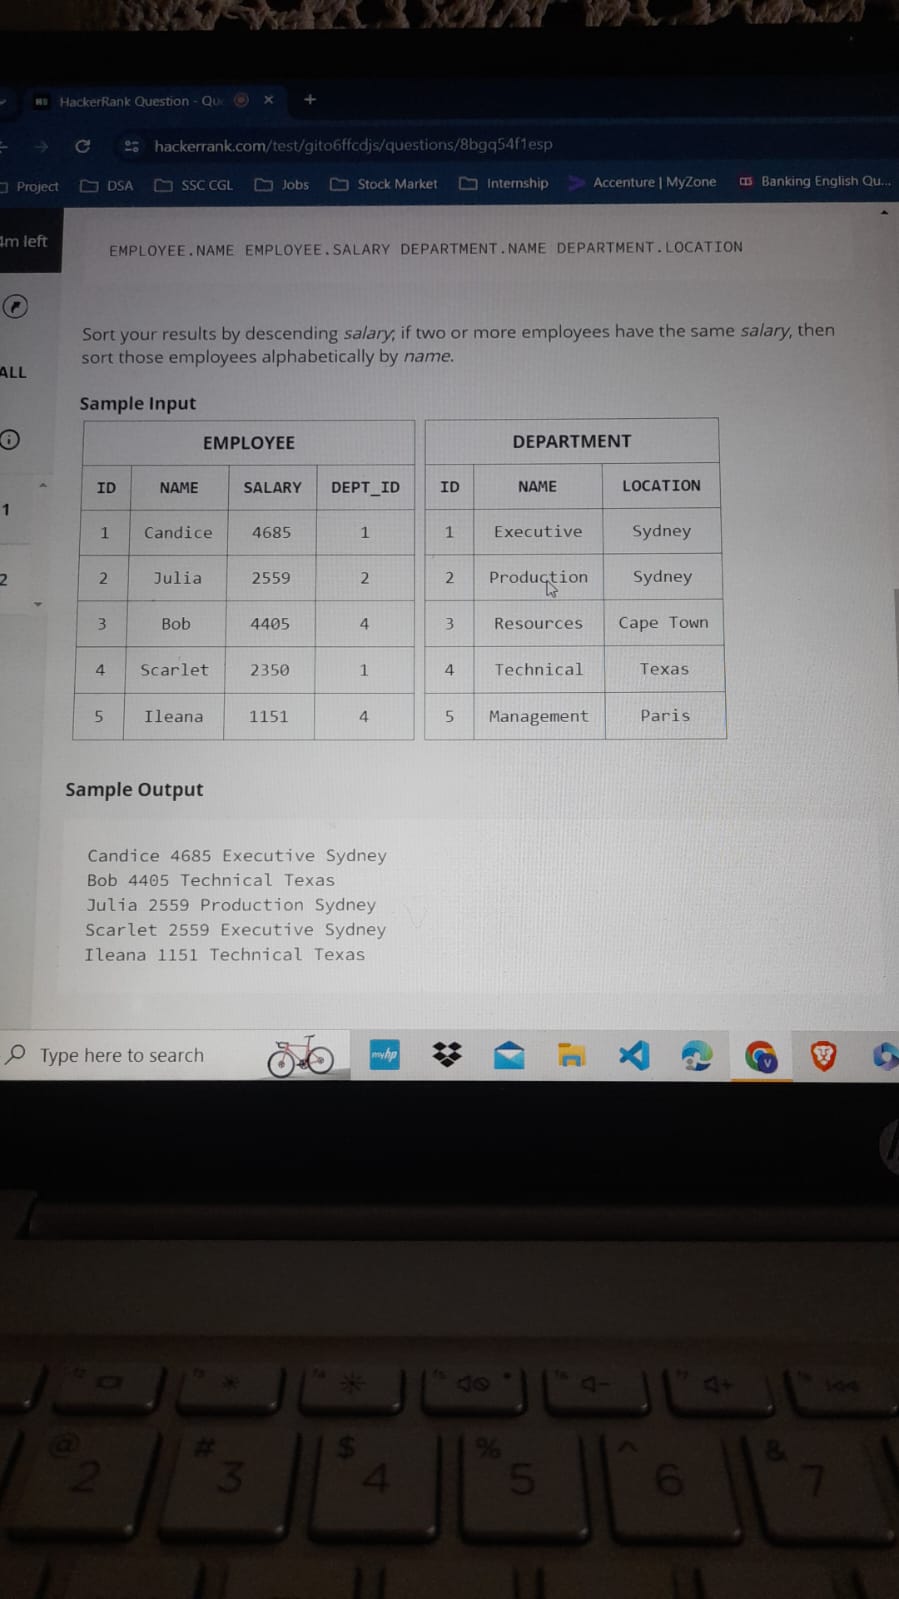 HackerRank Question - Qu
hackerrank.com/test/gito6ffcdjs/questions/8bgq54f1esp
Project DSA SSC CGL Jobs Stock Market Internship Accenture | MyZone Banking English Qu...
4m left
EMPLOYEE.NAME EMPLOYEE.SALARY DEPARTMENT.NAME DEPARTMENT.LOCATION
Sort your results by descending salary; if two or more employees have the same salary, then
sort those employees alphabetically by name.
ALL
1
2
Sample Input
EMPLOYEE DEPARTMENT
ID NAME SALARY DEPT_ID ID NAME LOCATION
1 Candice 4685 1 1 Executive Sydney
2 Julia 2559 2 2 Production Sydney
3 Bob 4405 4 3 Resources Cape Town
4 Scarlet 2350 1 4 Technical Texas
5 Ileana 1151 4 5 Management Paris
Sample Output
Candice 4685 Executive Sydney
Bob 4405 Technical Texas
Julia 2559 Production Sydney
Scarlet 2559 Executive Sydney
Ileana 1151 Technical Texas
Type here to search
myhp
V
@ # $ % ^ &
2 3 4 5 6 7